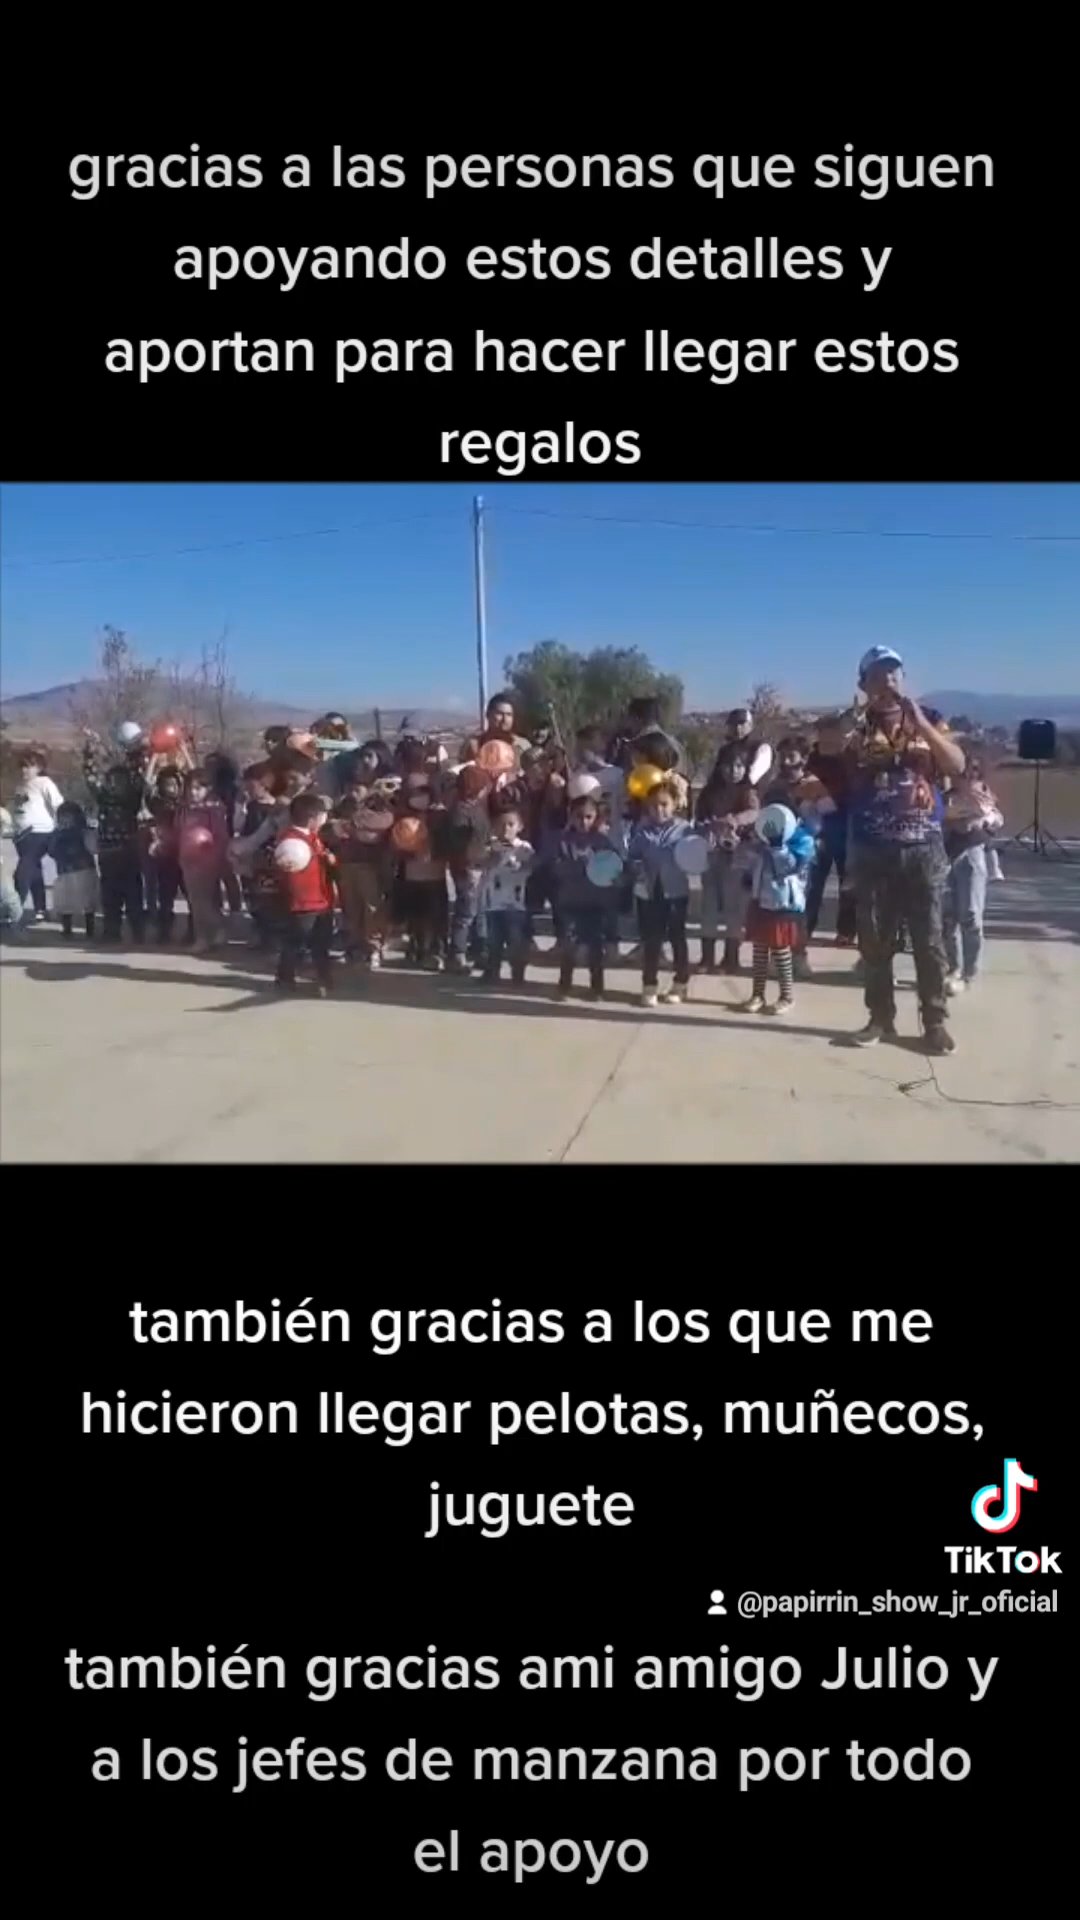 gracias a las personas que siguen
apoyando estos detalles y
aportan para hacer llegar estos
regalos
también gracias a los que me
hicieron llegar pelotas, muñecos,
juguete
TikTok
@papirrin_show_jr_oficial
también gracias ami amigo Julio y
a los jefes de manzana por todo
el apoyo